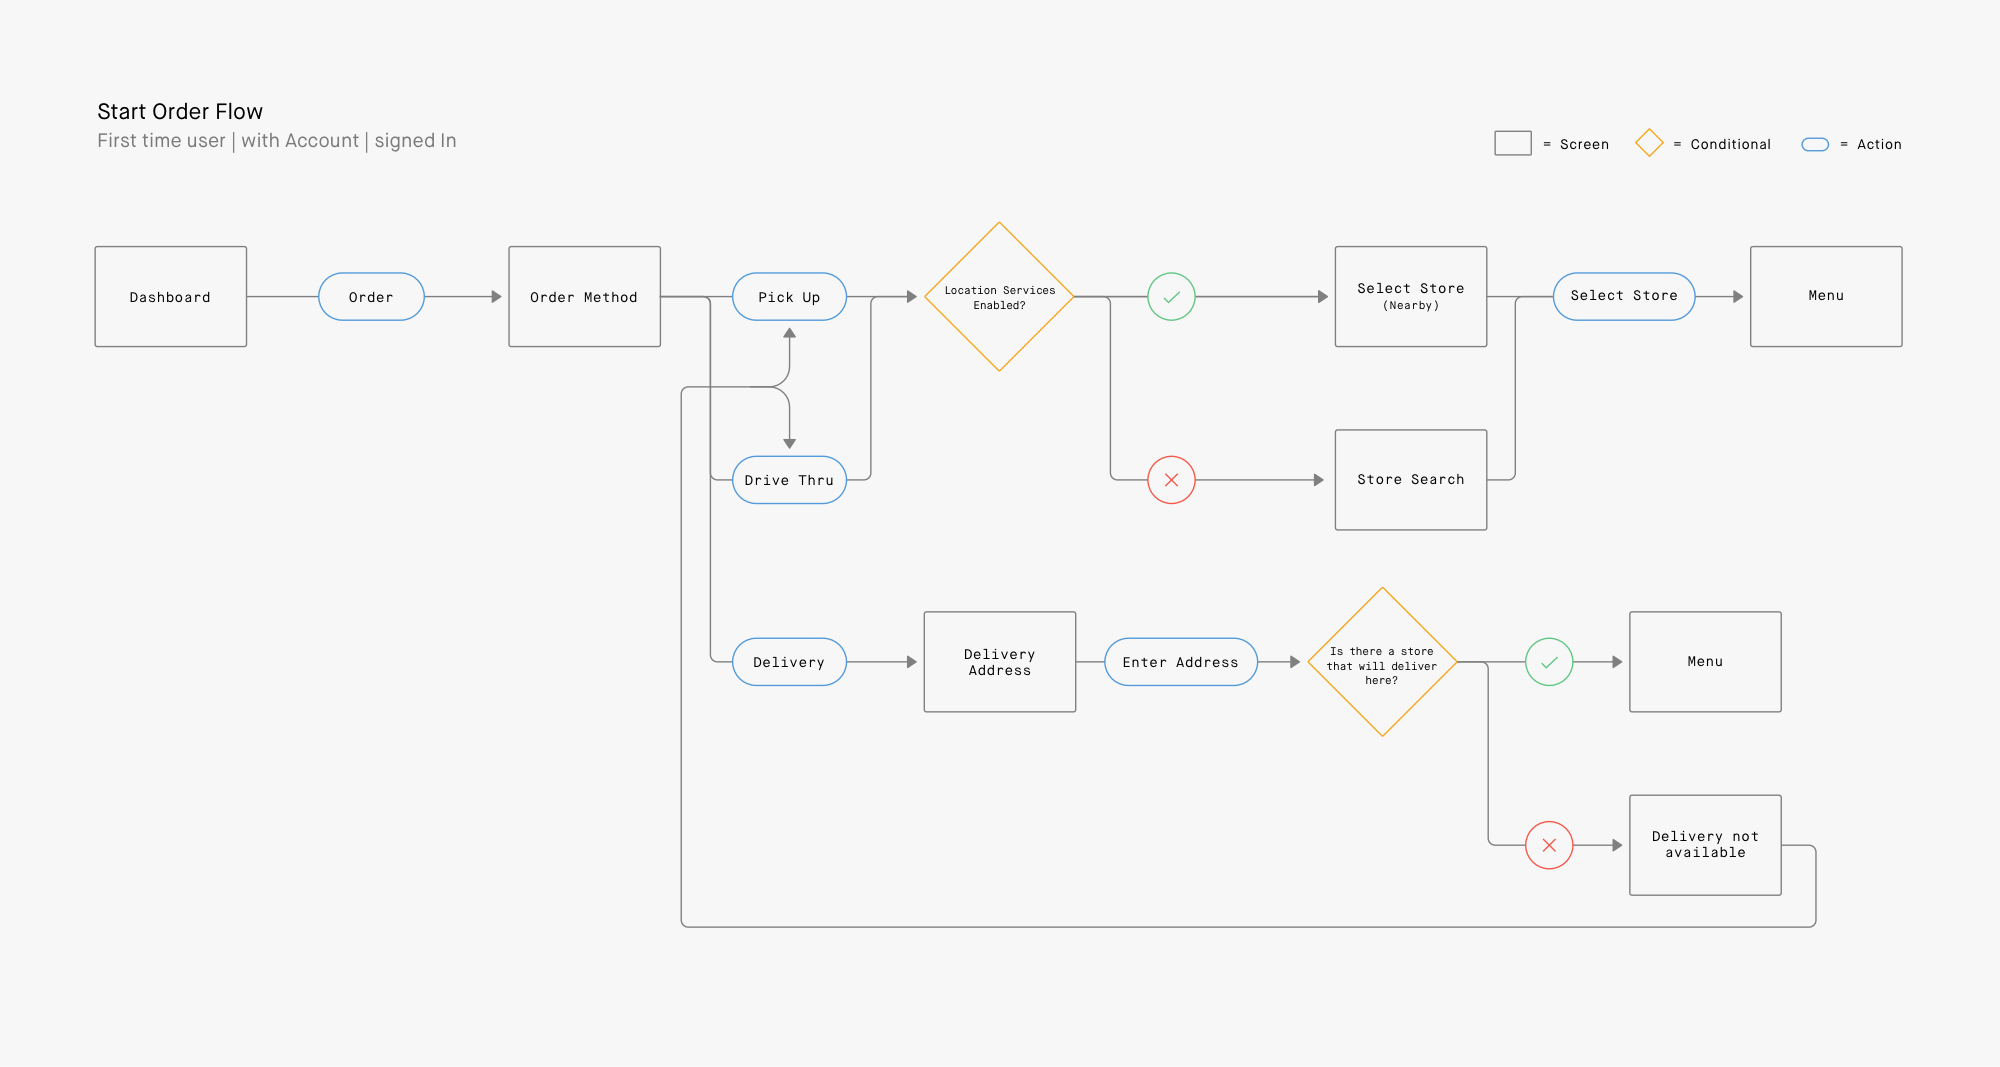 Start Order Flow
First time user | with Account | signed In
= Screen
= Conditional
= Action
Dashboard
Order
Order Method
Pick Up
Location Services
Enabled?
Select Store
(Nearby)
Select Store
Menu
Drive Thru
Store Search
Delivery
Delivery
Address
Enter Address
Is there a store
that will deliver
here?
Menu
Delivery not
available